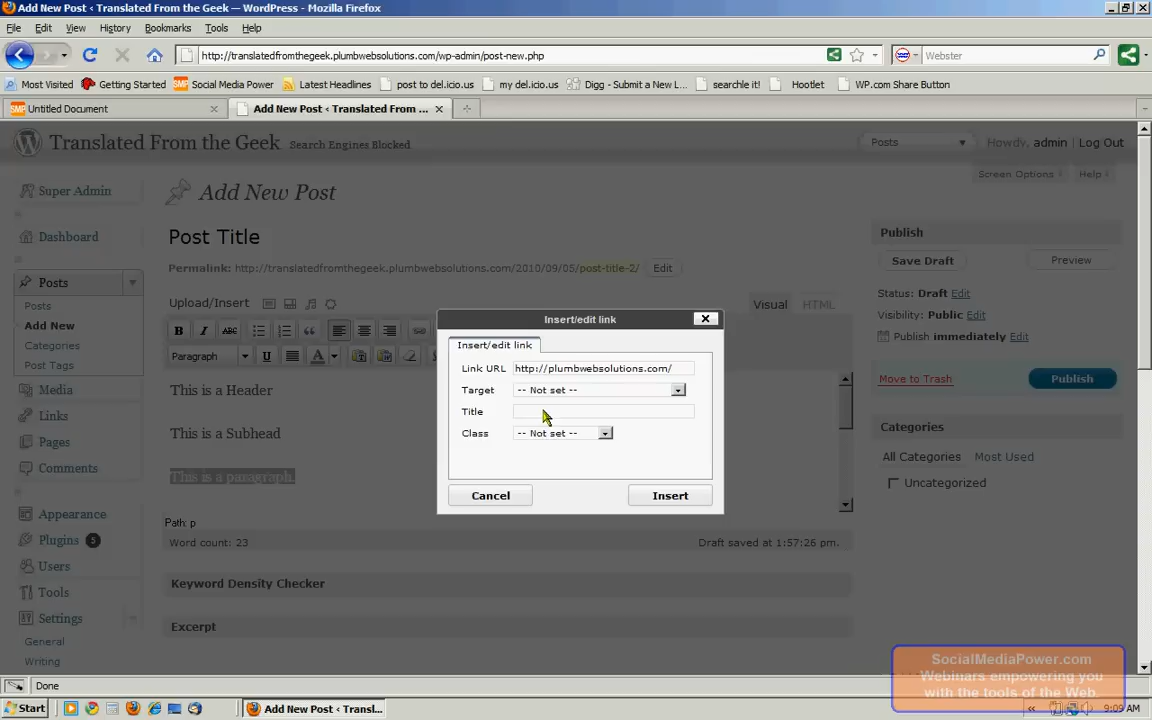 Add New Post ‹ Translated From the Geek — WordPress - Mozilla Firefox
File Edit View History Bookmarks Tools Help
http://translatedfromthegeek.plumbwebsolutions.com/wp-admin/post-new.php
Webster
Most Visited Getting Started Social Media Power Latest Headlines post to del.icio.us my del.icio.us Digg - Submit a New L... searchle it! Hootlet WP.com Share Button
Untitled Document
Add New Post ‹ Translated From ...
Translated From the Geek Search Engines Blocked
Posts
Howdy, admin | Log Out
Screen Options
Help
Super Admin
Add New Post
Dashboard
Post Title
Publish
Save Draft
Preview
Permalink: http://translatedfromthegeek.plumbwebsolutions.com/2010/09/05/post-title-2/ Edit
Posts
Status: Draft Edit
Upload/Insert
Visual
HTML
Posts
Visibility: Public Edit
Insert/edit link
Add New
B I ABC
Publish immediately Edit
Categories
Insert/edit link
Paragraph U A
Post Tags
Link URL http://plumbwebsolutions.com/
Move to Trash
Publish
Media
This is a Header
Target -- Not set --
Links
Title
Categories
Pages
This is a Subhead
Class -- Not set --
All Categories Most Used
Comments
This is a paragraph.
Uncategorized
Cancel
Insert
Appearance
Path: p
Plugins 5
Word count: 23
Draft saved at 1:57:26 pm.
Users
Tools
Keyword Density Checker
Settings
Excerpt
General
Writing
SocialMediaPower.com
Webinars empowering you
with the tools of the Web.
Done
Start
Add New Post ‹ Transl...
9:09 AM